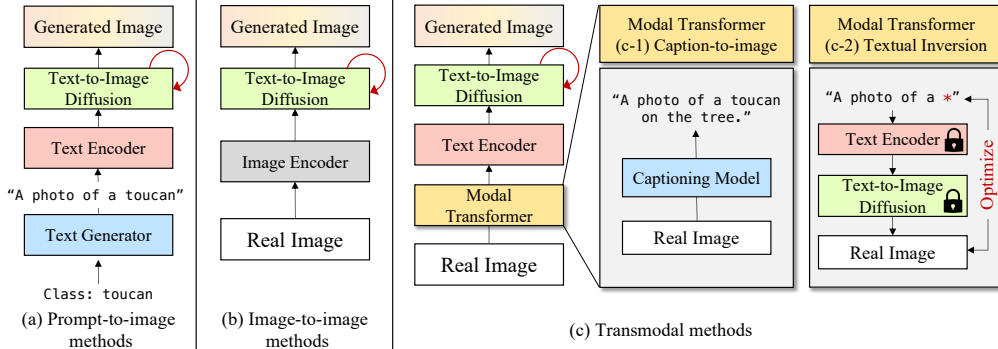 Generated Image
Text-to-Image
Diffusion
Text Encoder
“A photo of a toucan”
Text Generator
Class: toucan
(a) Prompt-to-image
methods
Generated Image
Text-to-Image
Diffusion
Image Encoder
Real Image
(b) Image-to-image
methods
Generated Image
Text-to-Image
Diffusion
Text Encoder
Modal
Transformer
Real Image
Modal Transformer
(c-1) Caption-to-image
“A photo of a toucan
on the tree.”
Captioning Model
Real Image
Modal Transformer
(c-2) Textual Inversion
“A photo of a *”
Text Encoder
Text-to-Image
Diffusion
Real Image
Optimize
(c) Transmodal methods